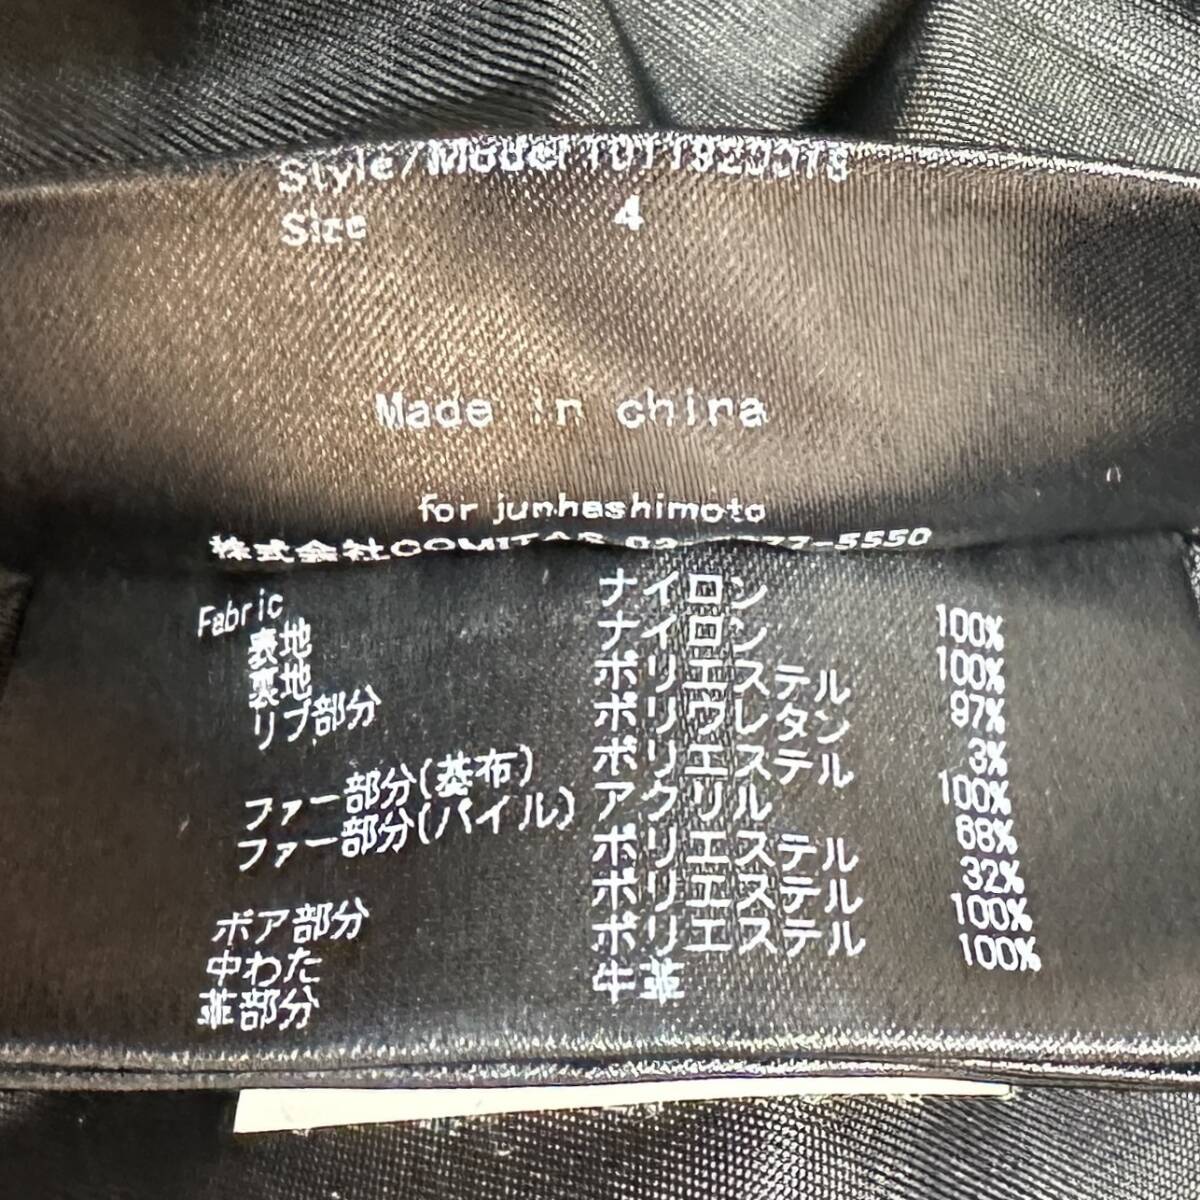 Style/Model
Size 4
Made in china
for junhashimoto
株式会社COMITAS
Fabric
表地 ナイロン 100%
裏地 ナイロン 100%
リブ部分 ポリエステル 97%
ポリウレタン 3%
ファー部分(基布) ポリエステル 100%
ファー部分(パイル) アクリル 68%
ポリエステル 32%
ボア部分 ポリエステル 100%
中わた ポリエステル 100%
革部分 牛革